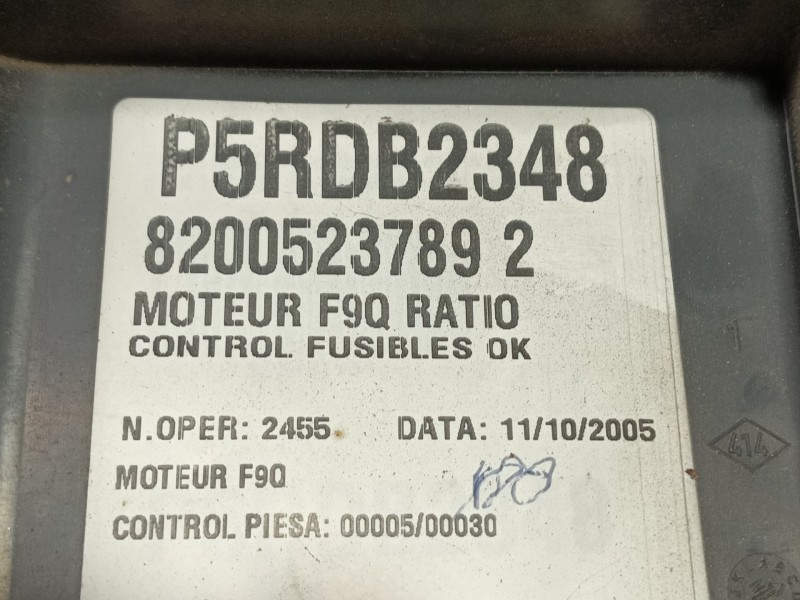 P5RDB2348
8200523789 2
MOTEUR F9Q RATIO
CONTROL FUSIBLES OK
N.OPER: 2455 DATA: 11/10/2005
MOTEUR F9Q
CONTROL PIESA: 00005/00030
414